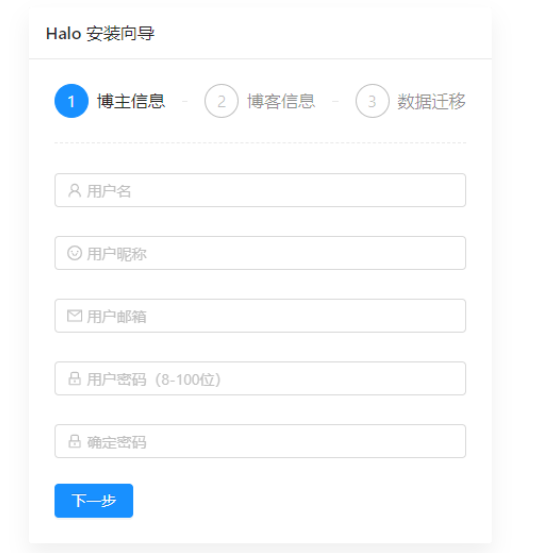 Halo 安装向导
1 博主信息 - 2 博客信息 - 3 数据迁移
用户名
用户昵称
用户邮箱
用户密码（8-100位）
确定密码
下一步